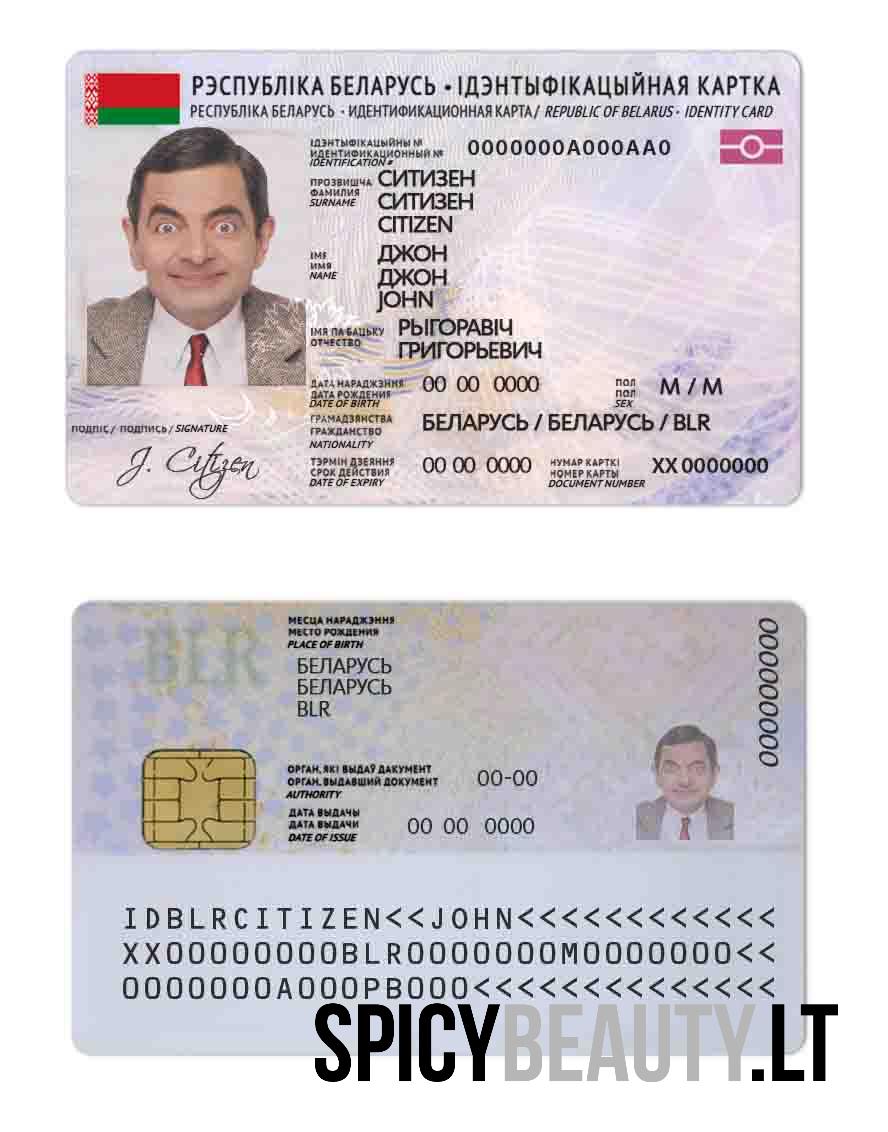 РЭСПУБЛІКА БЕЛАРУСЬ · ІДЭНТЫФІКАЦЫЙНАЯ КАРТКА
РЕСПУБЛІКА БЕЛАРУСЬ · ИДЕНТИФИКАЦИОННАЯ КАРТА / REPUBLIC OF BELARUS · IDENTITY CARD
ІДЭНТЫФІКАЦЫЙНЫ № 0000000A000AA0
ИДЕНТИФИКАЦИОННЫЙ №
IDENTIFICATION #
ПРОЗВИШЧА СИТИЗЕН
ФАМИЛИЯ СИТИЗЕН
SURNAME CITIZEN
ІМЯ ДЖОН
ИМЯ ДЖОН
NAME JOHN
ІМЯ ПА БАЦЬКУ РЫГОРАВІЧ
ОТЧЕСТВО ГРИГОРЬЕВИЧ
ДАТА НАРАДЖЭННЯ 00 00 0000 ПОЛ М / M
ДАТА РОЖДЕНИЯ ПОЛ
DATE OF BIRTH SEX
ГРАМАДЗЯНСТВА БЕЛАРУСЬ / БЕЛАРУСЬ / BLR
ГРАЖДАНСТВО
NATIONALITY
ПОДПІС / ПОДПИСЬ / SIGNATURE
J. Citizen
ТЭРМІН ДЗЕЯННЯ 00 00 0000 НУМАР КАРТКІ XX 0000000
СРОК ДЕЙСТВИЯ НОМЕР КАРТЫ
DATE OF EXPIRY DOCUMENT NUMBER
BLR
МЕСЦА НАРАДЖЭННЯ
МЕСТО РОЖДЕНИЯ
PLACE OF BIRTH
БЕЛАРУСЬ
БЕЛАРУСЬ
BLR
000000000
ОРГАН, ЯКІ ВЫДАЎ ДАКУМЕНТ 00-00
ОРГАН, ВЫДАВШИЙ ДОКУМЕНТ
AUTHORITY
ДАТА ВЫДАЧЫ 00 00 0000
ДАТА ВЫДАЧИ
DATE OF ISSUE
IDBLRCITIZEN<<JOHN<<<<<<<<<<<<
XX00000000BLR0000000M0000000<<
0000000A000PB000<<<<<<<<<<<<<<
SPICYBEAUTY.LT